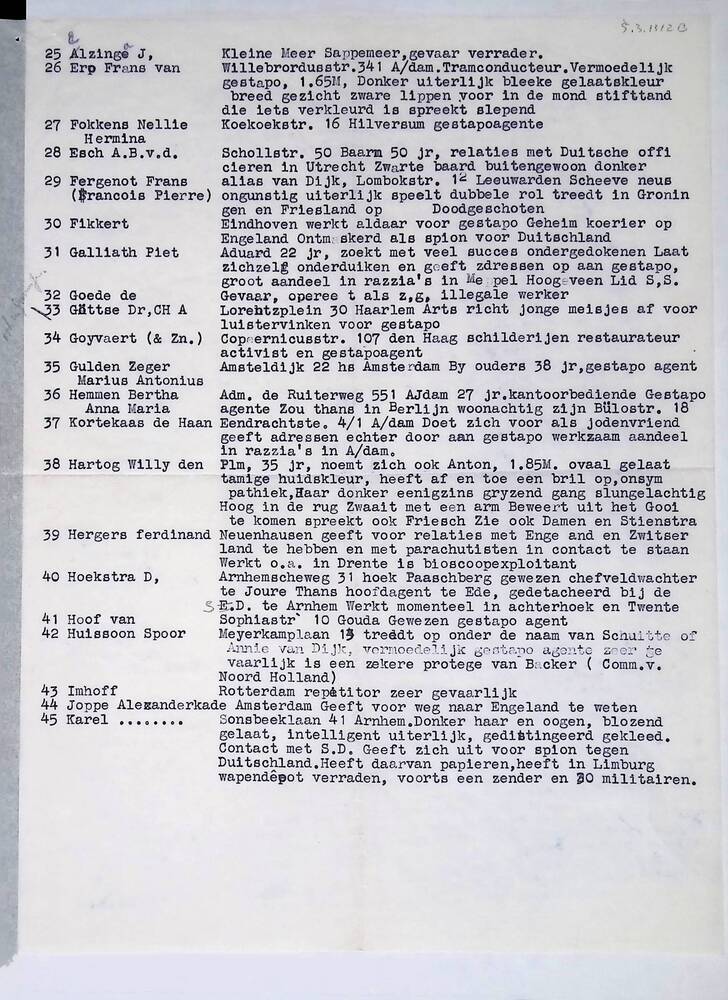 5.3.1312 B
25 Alzinge J, Kleine Meer Sappemeer,gevaar verrader.
26 Erp Frans van Willebrordusstr.341 A/dam.Tramconducteur.Vermoedelijk
gestapo, 1.65M, Donker uiterlijk bleeke gelaatskleur
breed gezicht zware lippen voor in de mond stifttand
die iets verkleurd is spreekt slepend
27 Fokkens Nellie Koekoekstr. 16 Hilversum gestapoagente
Hermina
28 Esch A.B.v.d. Schollstr. 50 Baarm 50 jr, relaties met Duitsche offi
cieren in Utrecht Zwarte baard buitengewoon donker
29 Fergenot Frans alias van Dijk, Lombokstr. 12 Leeuwarden Scheeve neus
(Francois Pierre) ongunstig uiterlijk speelt dubbele rol treedt in Gronin
gen en Friesland op Doodgeschoten
30 Fikkert Eindhoven werkt aldaar voor gestapo Geheim koerier op
Engeland Ontm skerd als spion voor Duitschland
31 Galliath Piet Aduard 22 jr, zoekt met veel succes ondergedokenen Laat
zichzelf onderduiken en geeft zdressen op aan gestapo,
groot aandeel in razzia's in Me pel Hoogeveen Lid S,S.
32 Goede de Gevaar, operee t als z,g, illegale werker
33 Göttse Dr,CH A Lorentzplein 30 Haarlem Arts richt jonge meisjes af voor
luistervinken voor gestapo
34 Goyvaert (& Zn.) Copernicusstr. 107 den Haag schilderijen restaurateur
activist en gestapoagent
35 Gulden Zeger Amsteldijk 22 hs Amsterdam By ouders 38 jr,gestapo agent
Marius Antonius
36 Hemmen Bertha Adm. de Ruiterweg 551 AJdam 27 jr.kantoorbediende Gestapo
Anna Maria agente Zou thans in Berlijn woonachtig zijn Bülostr. 18
37 Kortekaas de Haan Eendrachtste. 4/1 A/dam Doet zich voor als jodenvriend
geeft adressen echter door aan gestapo werkzaam aandeel
in razzia's in A/dam.
38 Hartog Willy den Plm, 35 jr, noemt zich ook Anton, 1.85M. ovaal gelaat
tamige huidskleur, heeft af en toe een bril op,onsym
pathiek,Haar donker eenigzins gryzend gang slungelachtig
Hoog in de rug Zwaait met een arm Beweert uit het Gooi
te komen spreekt ook Friesch Zie ook Damen en Stienstra
39 Hergers ferdinand Neuenhausen geeft voor relaties met Enge and en Zwitser
land te hebben en met parachutisten in contact te staan
Werkt o.a. in Drente is bioscoopexploitant
40 Hoekstra D, Arnhemscheweg 31 hoek Paaschberg gewezen chefveldwachter
te Joure Thans hoofdagent te Ede, gedetacheerd bij de
S.D. te Arnhem Werkt momenteel in achterhoek en Twente
41 Hoof van Sophiastr 10 Gouda Gewezen gestapo agent
42 Huissoon Spoor Meyerkamplaan 13 treedt op onder de naam van Schuitte of
Annie van Dijk, vermoedelijk gestapo agente zeer ge
vaarlijk is een zekere protege van Backer ( Comm.v.
Noord Holland)
43 Imhoff Rotterdam repetitor zeer gevaarlijk
44 Joppe Alexanderkade Amsterdam Geeft voor weg naar Engeland te weten
45 Karel ........ Sonsbeeklaan 41 Arnhem.Donker haar en oogen, blozend
gelaat, intelligent uiterlijk, gedistingeerd gekleed.
Contact met S.D. Geeft zich uit voor spion tegen
Duitschland.Heeft daarvan papieren,heeft in Limburg
wapendêpot verraden, voorts een zender en 30 militairen.